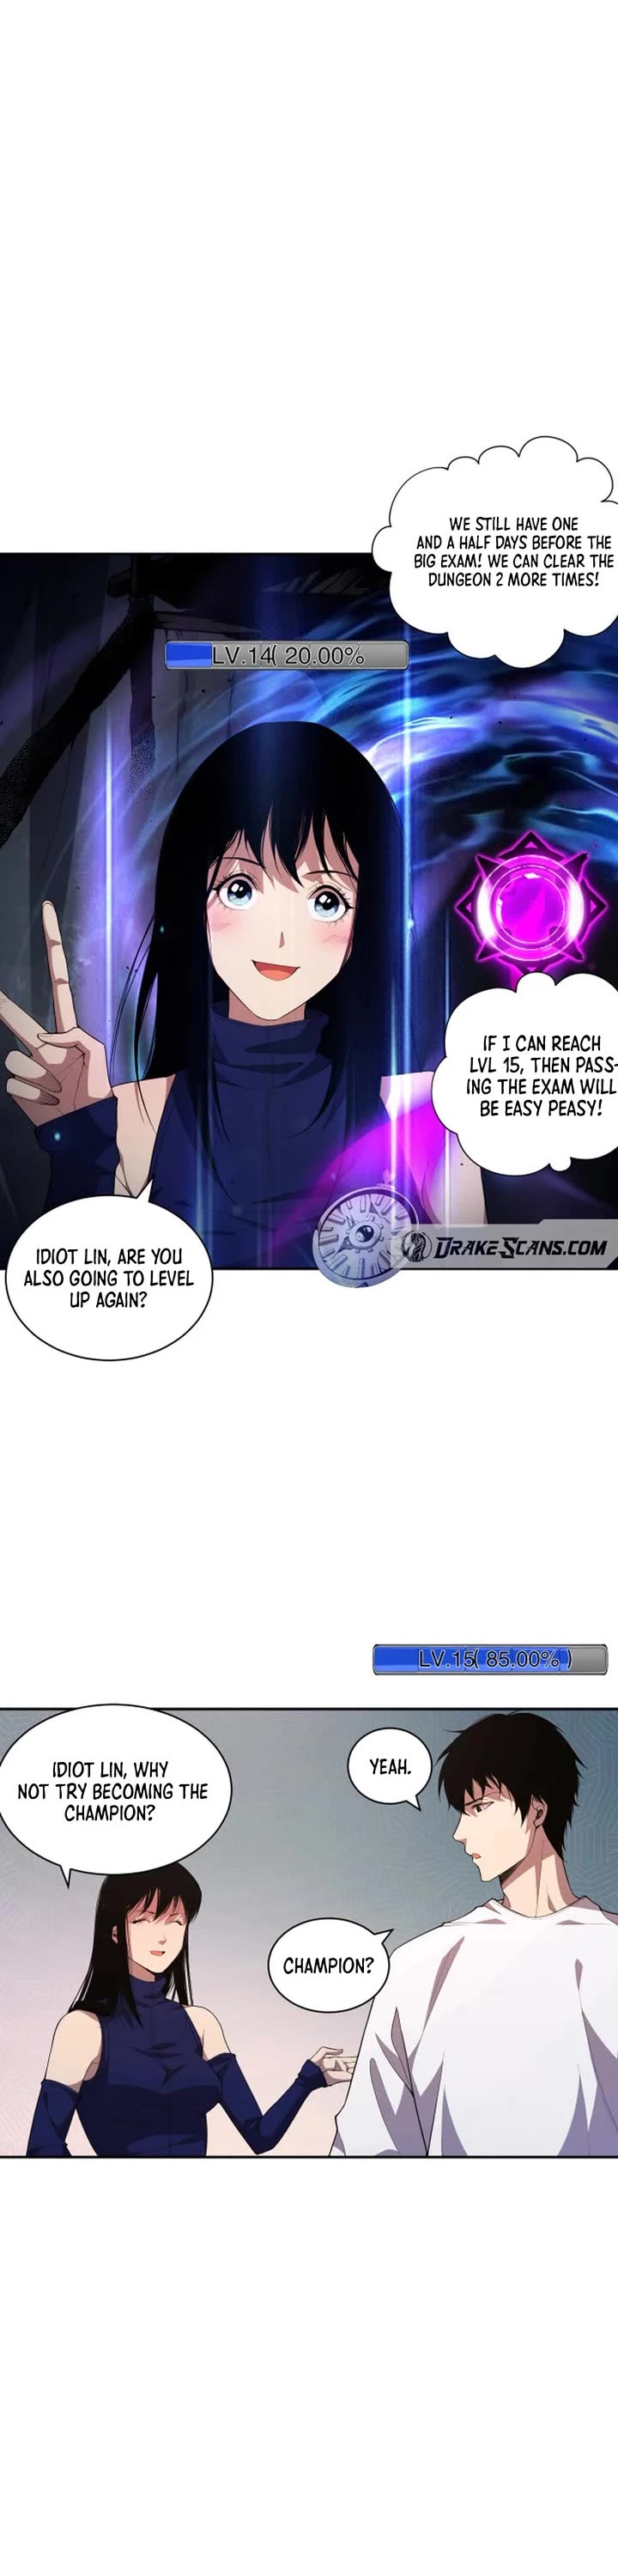 WE STILL HAVE ONE
AND A HALF DAYS BEFORE THE
BIG EXAM! WE CAN CLEAR THE
DUNGEON 2 MORE TIMES!
LV.14( 20.00%
IF I CAN REACH
LVL 15, THEN PASS-
ING THE EXAM WILL
BE EASY PEASY!
DRAKESCANS.COM
IDIOT LIN, ARE YOU
ALSO GOING TO LEVEL
UP AGAIN?
LV.15( 85.00% )
YEAH.
IDIOT LIN, WHY
NOT TRY BECOMING THE
CHAMPION?
CHAMPION?